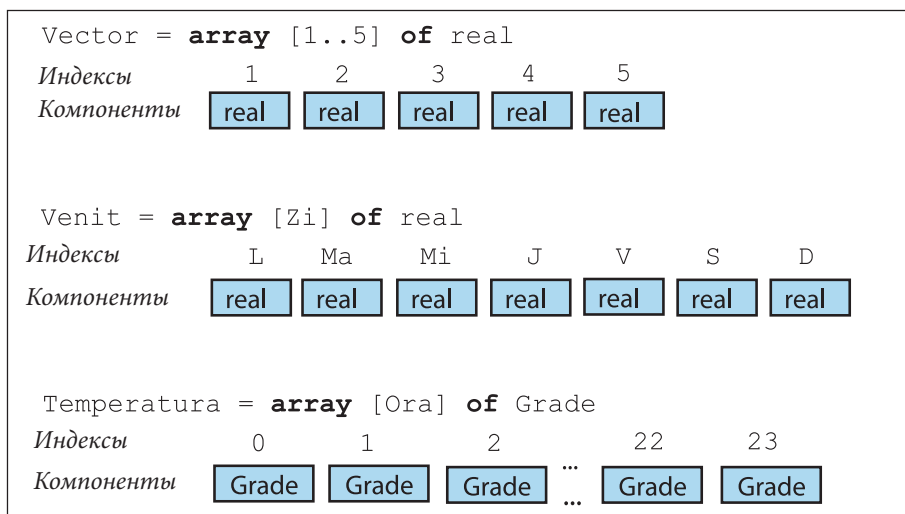 Vector = array [1..5] of real
Индексы 1 2 3 4 5
Компоненты real real real real real
Venit = array [Zi] of real
Индексы L Ma Mi J V S D
Компоненты real real real real real real real
Temperatura = array [Ora] of Grade
Индексы 0 1 2 ... 22 23
Компоненты Grade Grade Grade ... Grade Grade